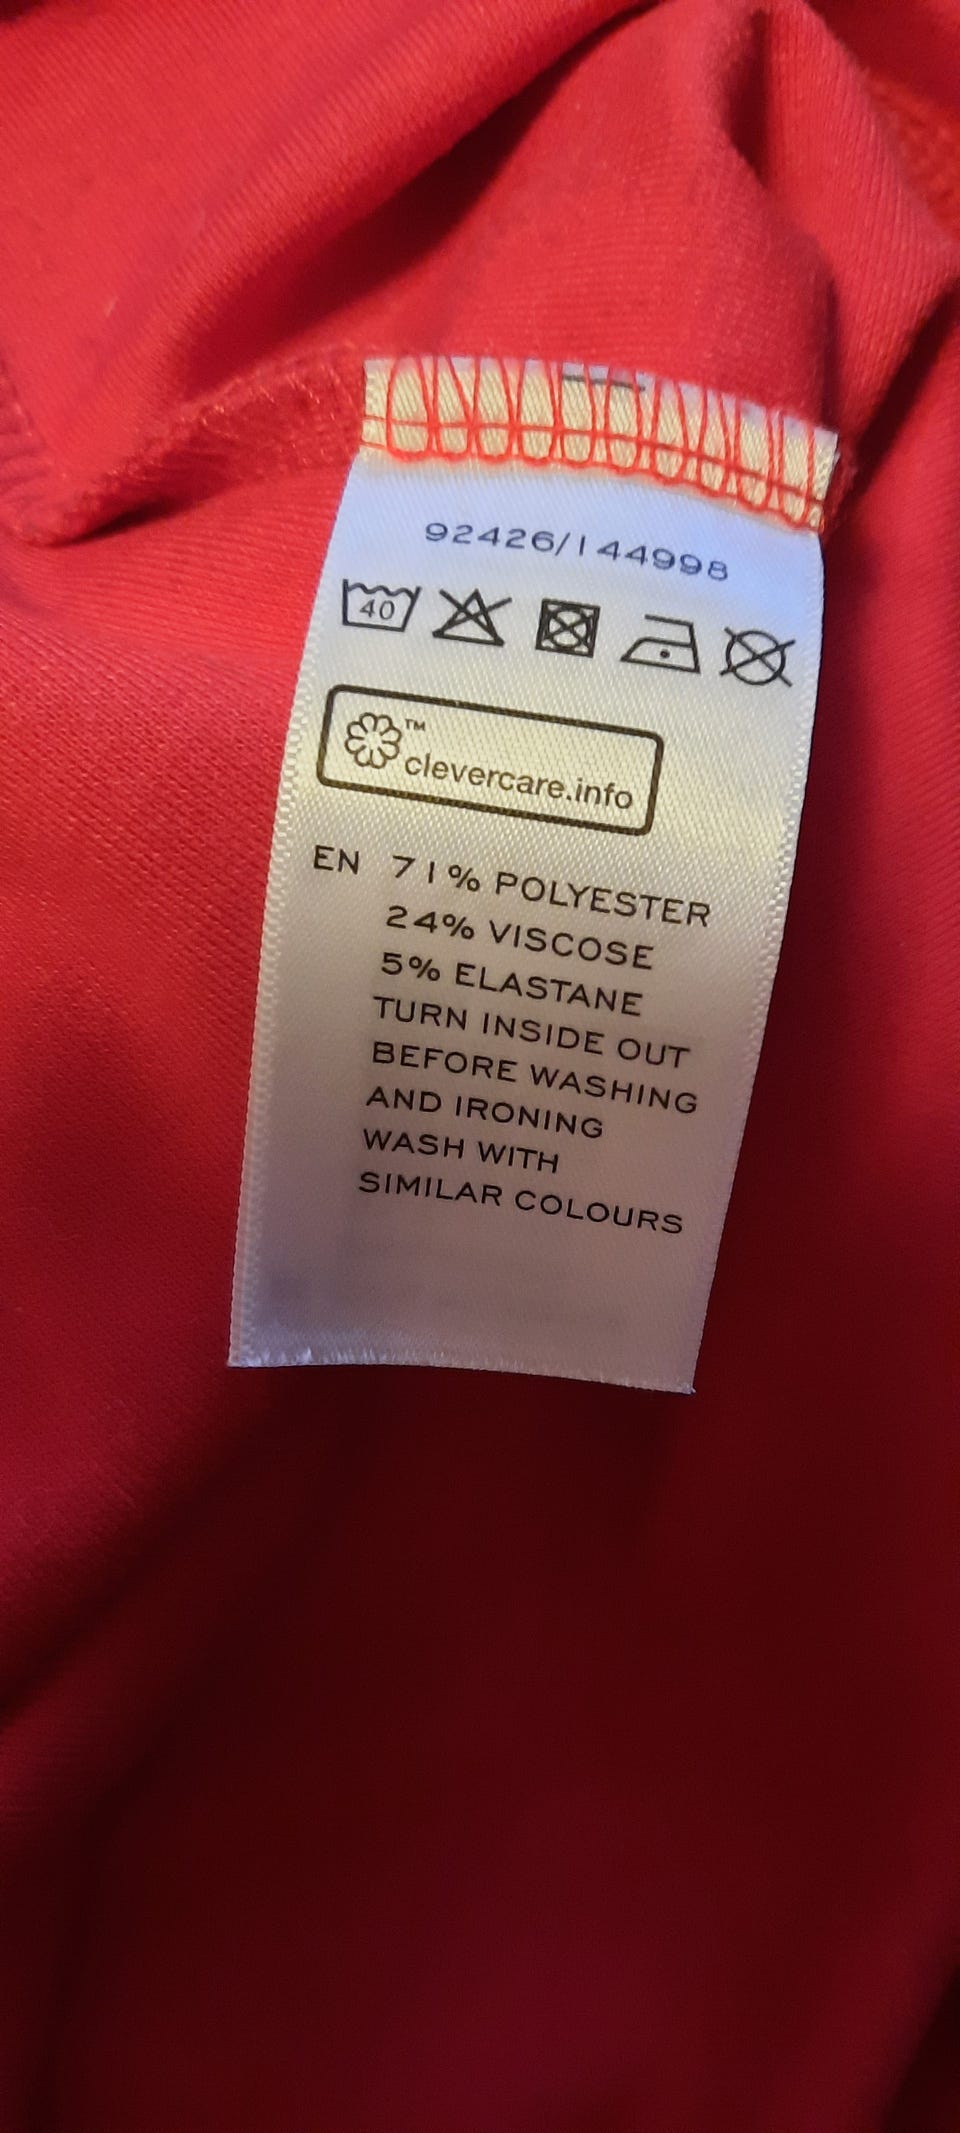 92426/144998
40
™
clevercare.info
EN 71% POLYESTER
24% VISCOSE
5% ELASTANE
TURN INSIDE OUT
BEFORE WASHING
AND IRONING
WASH WITH
SIMILAR COLOURS